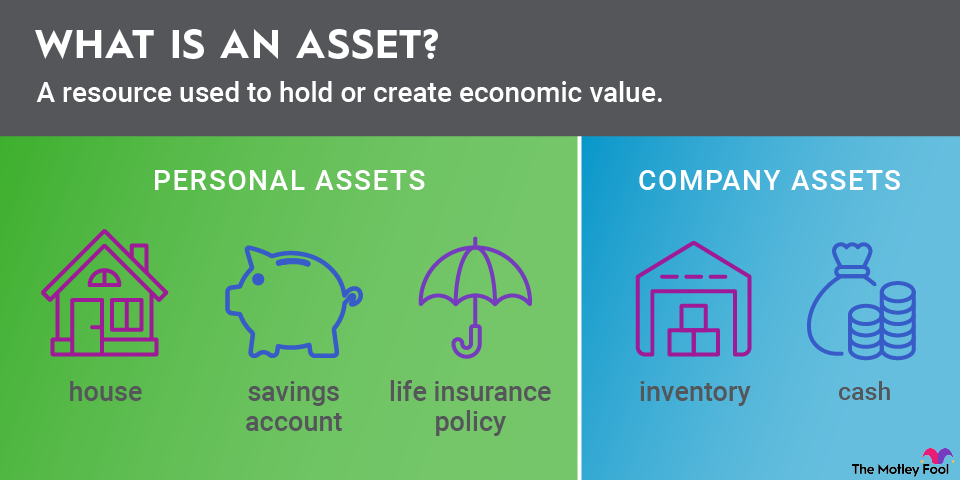 WHAT IS AN ASSET?
A resource used to hold or create economic value.
PERSONAL ASSETS
house
savings
account
life insurance
policy
COMPANY ASSETS
inventory
cash
The Motley Fool